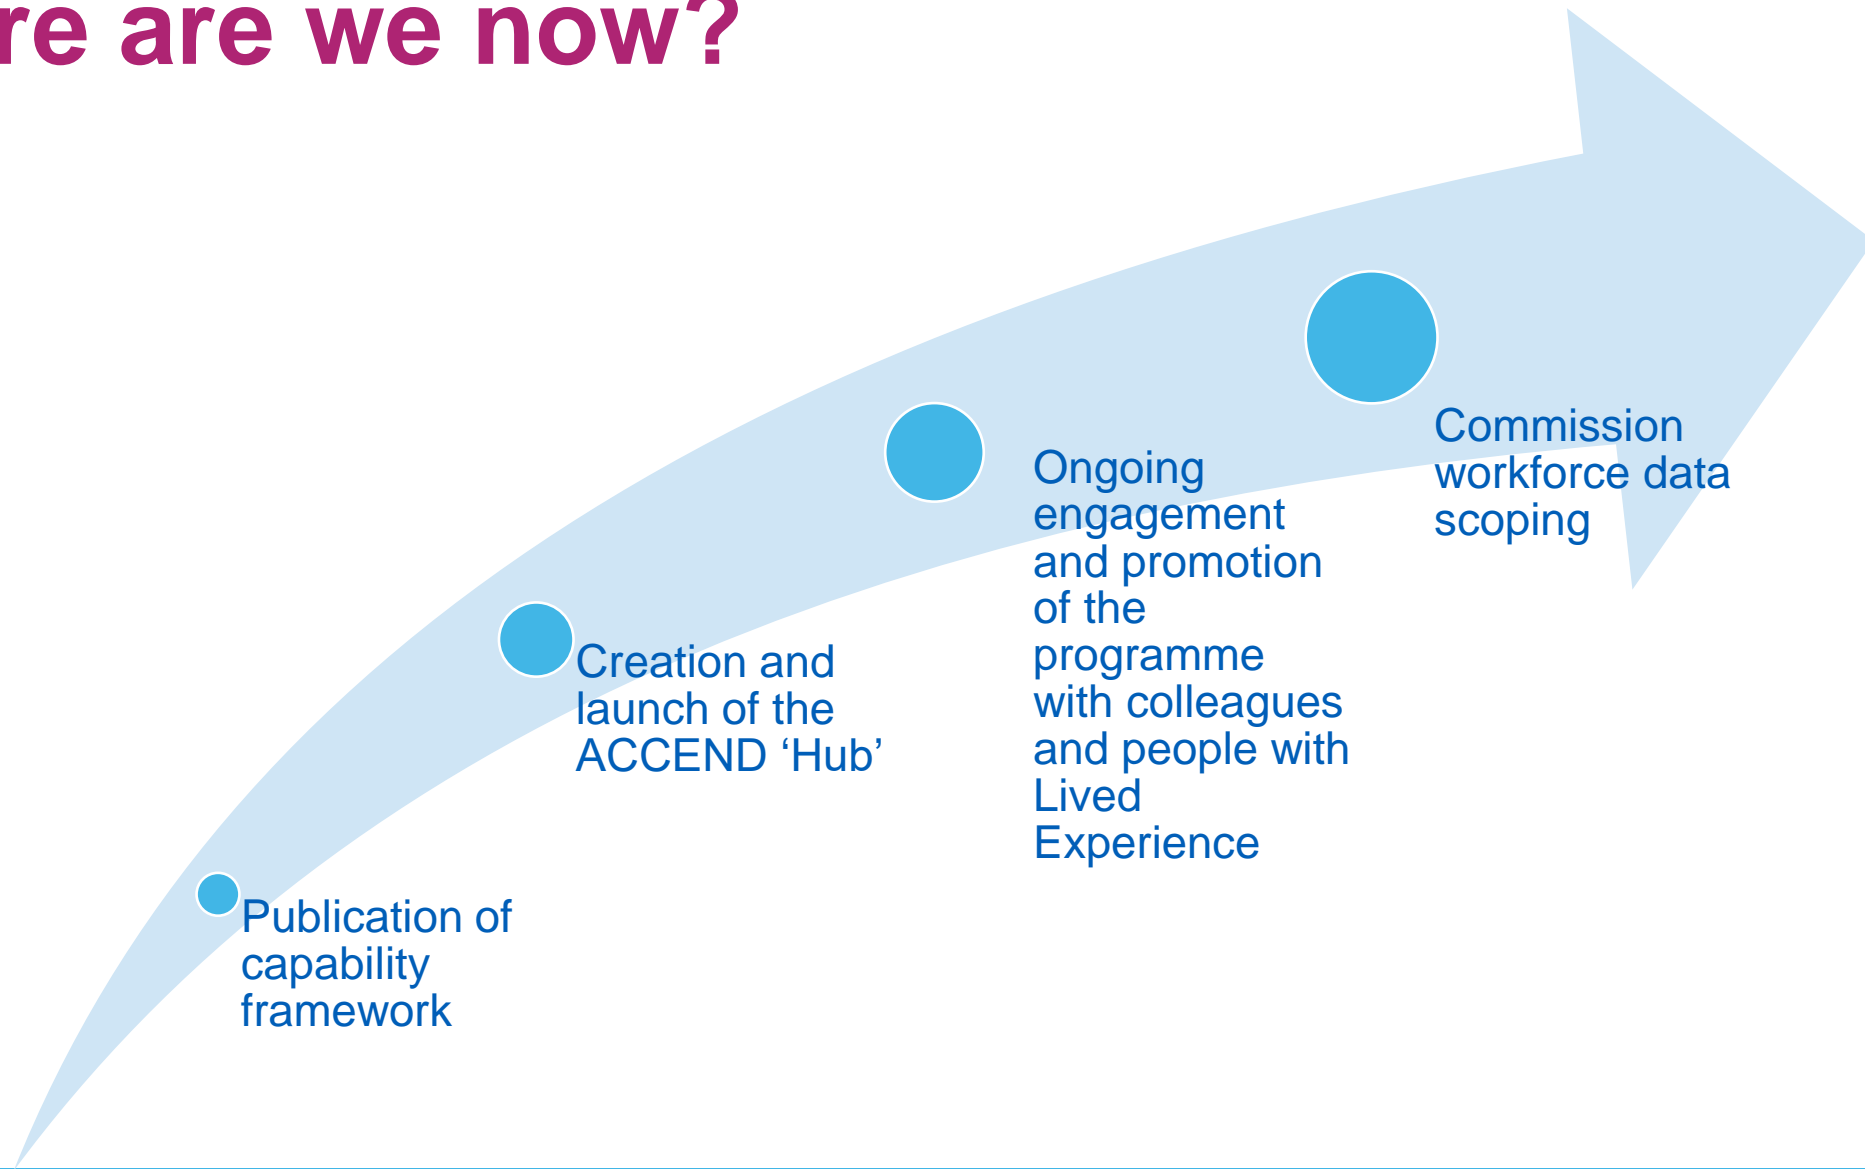 re are we now?
Commission
workforce data
scoping
Ongoing
engagement
and promotion
of the
programme
with colleagues
and people with
Lived
Experience
Creation and
launch of the
ACCEND ‘Hub’
Publication of
capability
framework